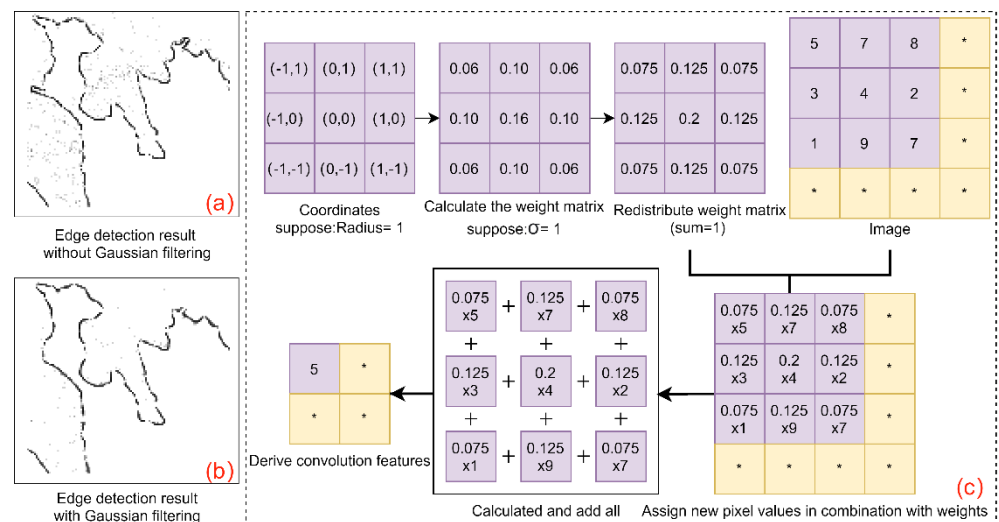 (a)
Edge detection result
without Gaussian filtering
(b)
Edge detection result
with Gaussian filtering
(-1,1) (0,1) (1,1)
(-1,0) (0,0) (1,0)
(-1,-1) (0,-1) (1,-1)
Coordinates
suppose:Radius= 1
0.06 0.10 0.06
0.10 0.16 0.10
0.06 0.10 0.06
Calculate the weight matrix
suppose:σ= 1
0.075 0.125 0.075
0.125 0.2 0.125
0.075 0.125 0.075
Redistribute weight matrix
(sum=1)
5 7 8 *
3 4 2 *
1 9 7 *
* * * *
Image
0.075 0.125 0.075
x5 x7 x8 *
0.125 0.2 0.125
x3 x4 x2 *
0.075 0.125 0.075
x1 x9 x7 *
* * * *
Assign new pixel values in combination with weights
(c)
0.075 + 0.125 + 0.075
x5 x7 x8
+ + +
0.125 + 0.2 + 0.125
x3 x4 x2
+ + +
0.075 + 0.125 + 0.075
x1 x9 x7
Calculated and add all
5 *
* *
Derive convolution features